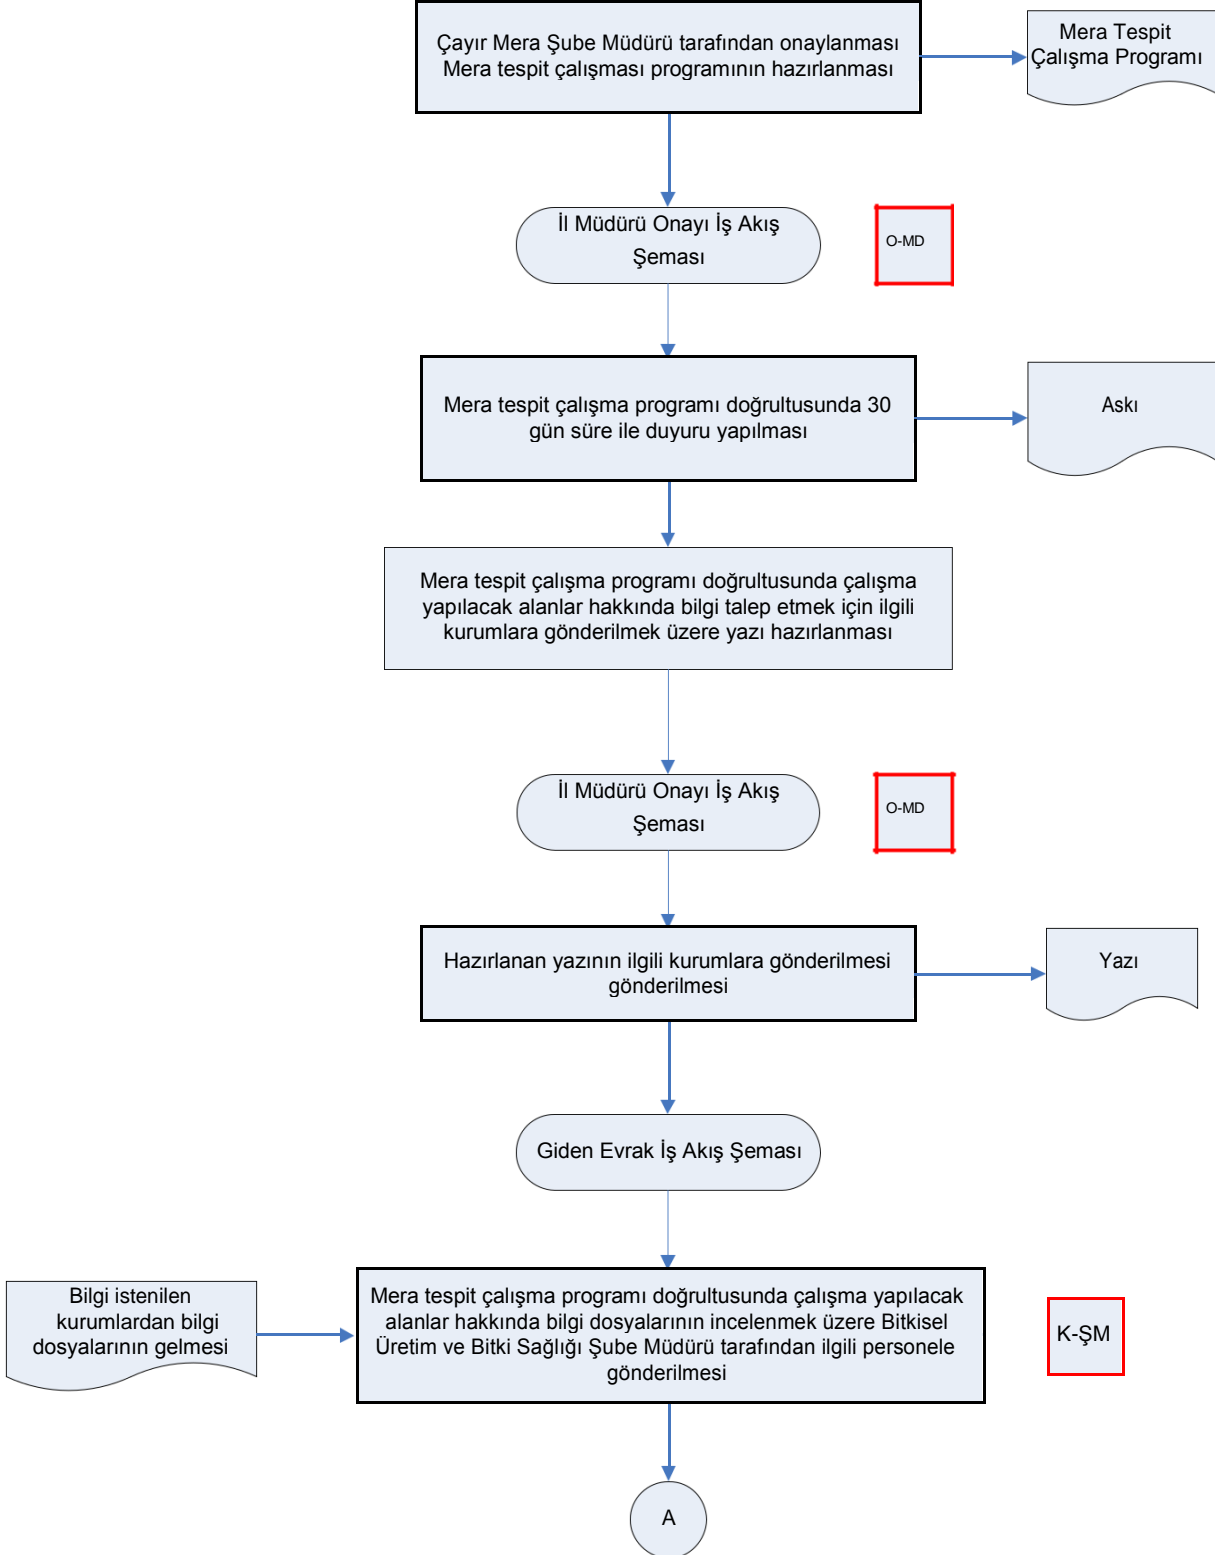 Çayır Mera Şube Müdürü tarafından onaylanması
Mera tespit çalışması programının hazırlanması
Mera Tespit
Çalışma Programı
İl Müdürü Onayı İş Akış
Şeması
O-MD
Mera tespit çalışma programı doğrultusunda 30
gün süre ile duyuru yapılması
Askı
Mera tespit çalışma programı doğrultusunda çalışma
yapılacak alanlar hakkında bilgi talep etmek için ilgili
kurumlara gönderilmek üzere yazı hazırlanması
İl Müdürü Onayı İş Akış
Şeması
O-MD
Hazırlanan yazının ilgili kurumlara gönderilmesi
gönderilmesi
Yazı
Giden Evrak İş Akış Şeması
Bilgi istenilen
kurumlardan bilgi
dosyalarının gelmesi
Mera tespit çalışma programı doğrultusunda çalışma yapılacak
alanlar hakkında bilgi dosyalarının incelenmek üzere Bitkisel
Üretim ve Bitki Sağlığı Şube Müdürü tarafından ilgili personele
gönderilmesi
K-ŞM
A